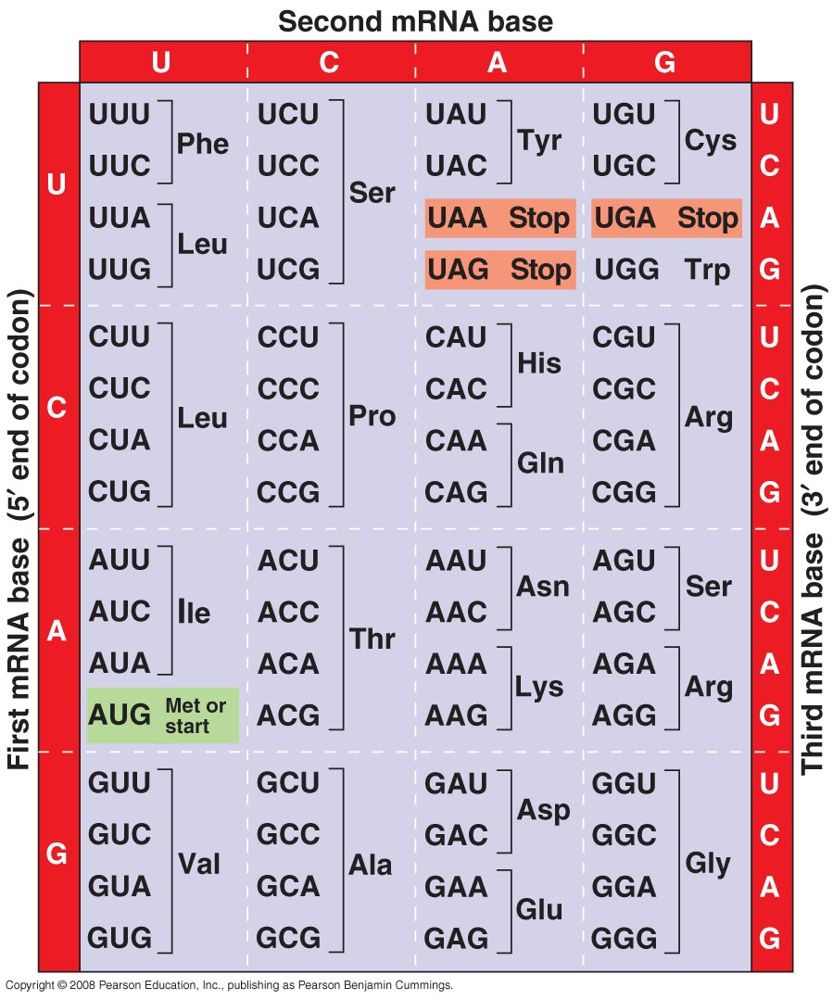 Second mRNA base
U C A G
First mRNA base (5′ end of codon)
Third mRNA base (3′ end of codon)
U
UUU UCU UAU UGU U
Phe Tyr Cys
UUC UCC UAC UGC C
Ser
UUA UCA UAA Stop UGA Stop A
Leu
UUG UCG UAG Stop UGG Trp G
C
CUU CCU CAU CGU U
His
CUC CCC CAC CGC C
Leu Pro Arg
CUA CCA CAA CGA A
Gln
CUG CCG CAG CGG G
A
AUU ACU AAU AGU U
Asn Ser
AUC Ile ACC AAC AGC C
Thr
AUA ACA AAA AGA A
Lys Arg
AUG Met or start ACG AAG AGG G
G
GUU GCU GAU GGU U
Asp
GUC GCC GAC GGC C
Val Ala Gly
GUA GCA GAA GGA A
Glu
GUG GCG GAG GGG G
Copyright © 2008 Pearson Education, Inc., publishing as Pearson Benjamin Cummings.